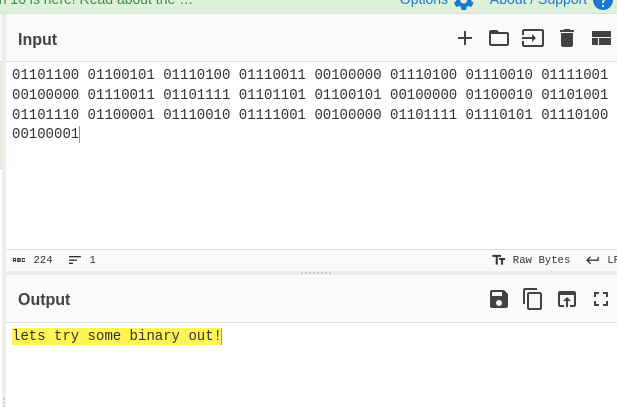 10 is here! Read about the ...
Options
About / Support
Input
01101100 01100101 01110100 01110011 00100000 01110100 01110010 01111001
00100000 01110011 01101111 01101101 01100101 00100000 01100010 01101001
01101110 01100001 01110010 01111001 00100000 01101111 01110101 01110100
00100001
ABC 224 1
Raw Bytes
Output
lets try some binary out!